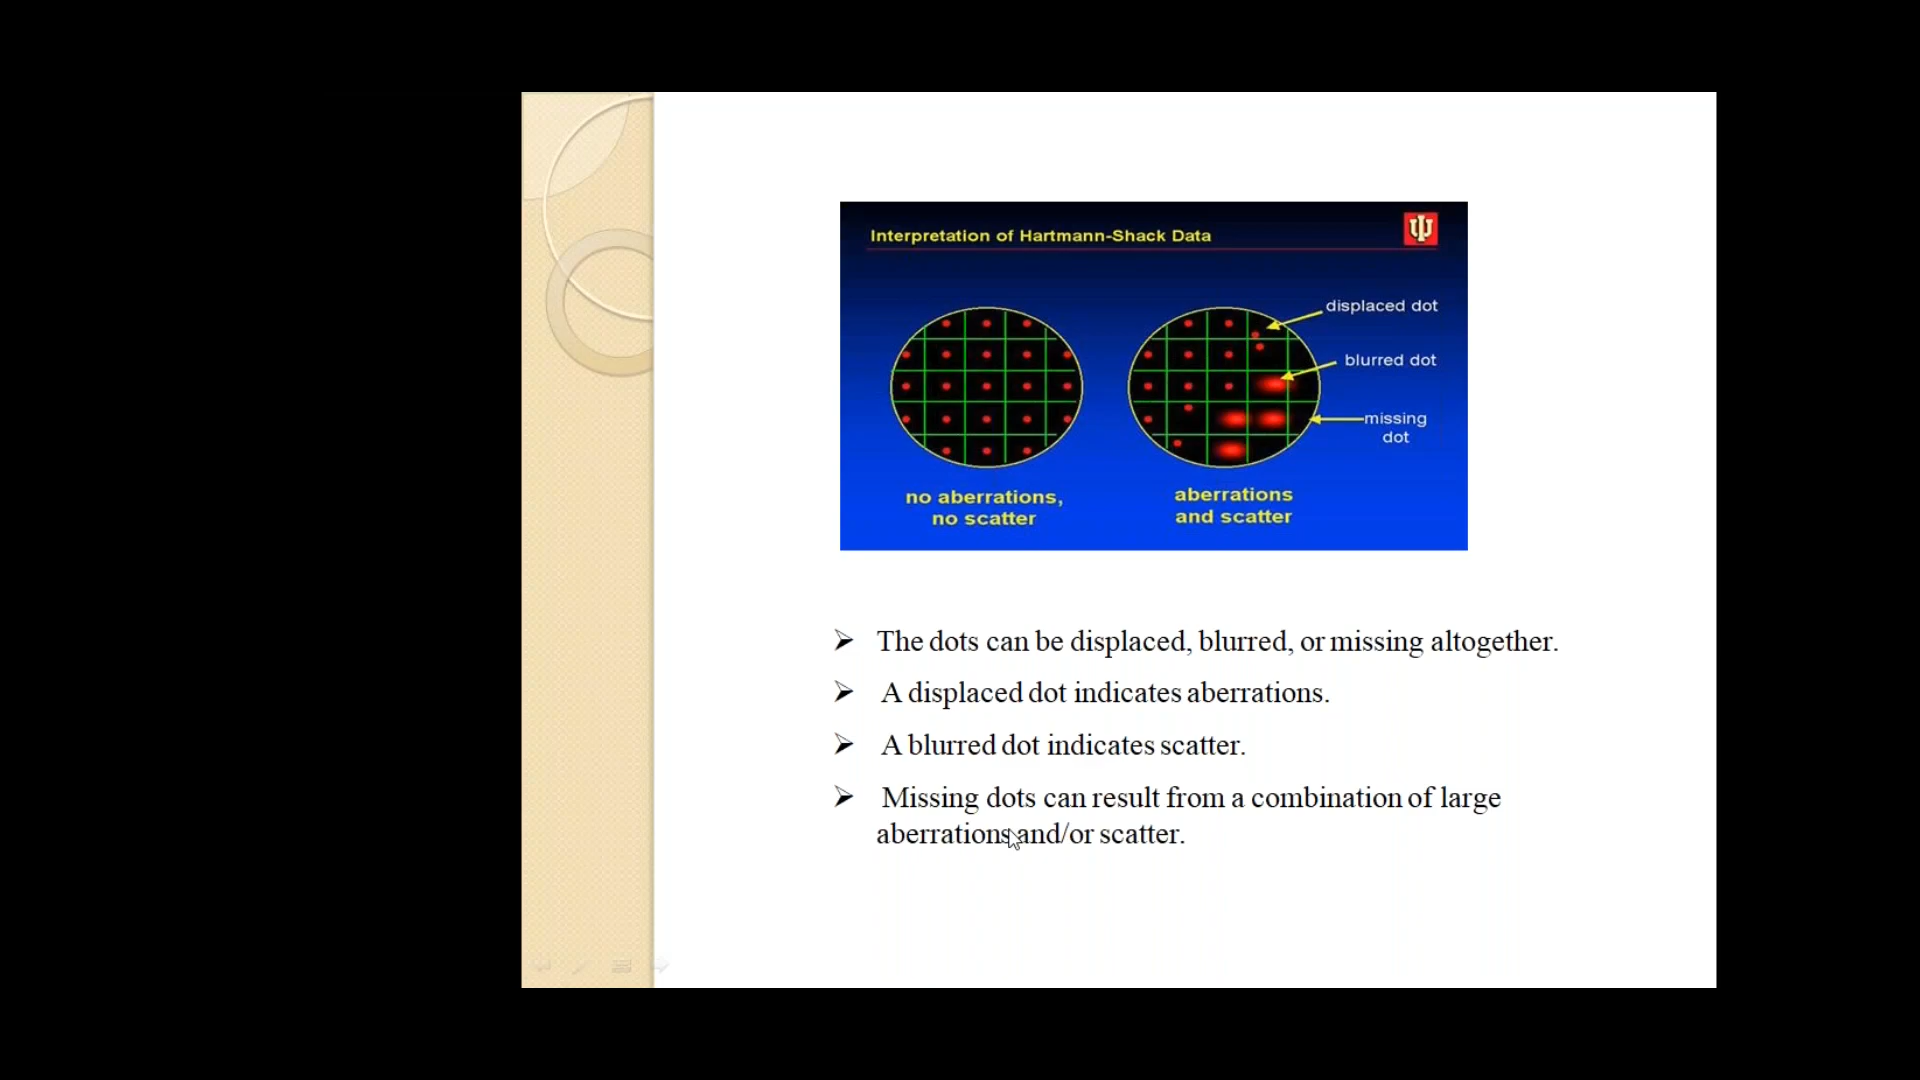 Interpretation of Hartmann-Shack Data
displaced dot
blurred dot
missing
dot
no aberrations,
no scatter
aberrations
and scatter
➢ The dots can be displaced, blurred, or missing altogether.
➢ A displaced dot indicates aberrations.
➢ A blurred dot indicates scatter.
➢ Missing dots can result from a combination of large
aberrations and/or scatter.